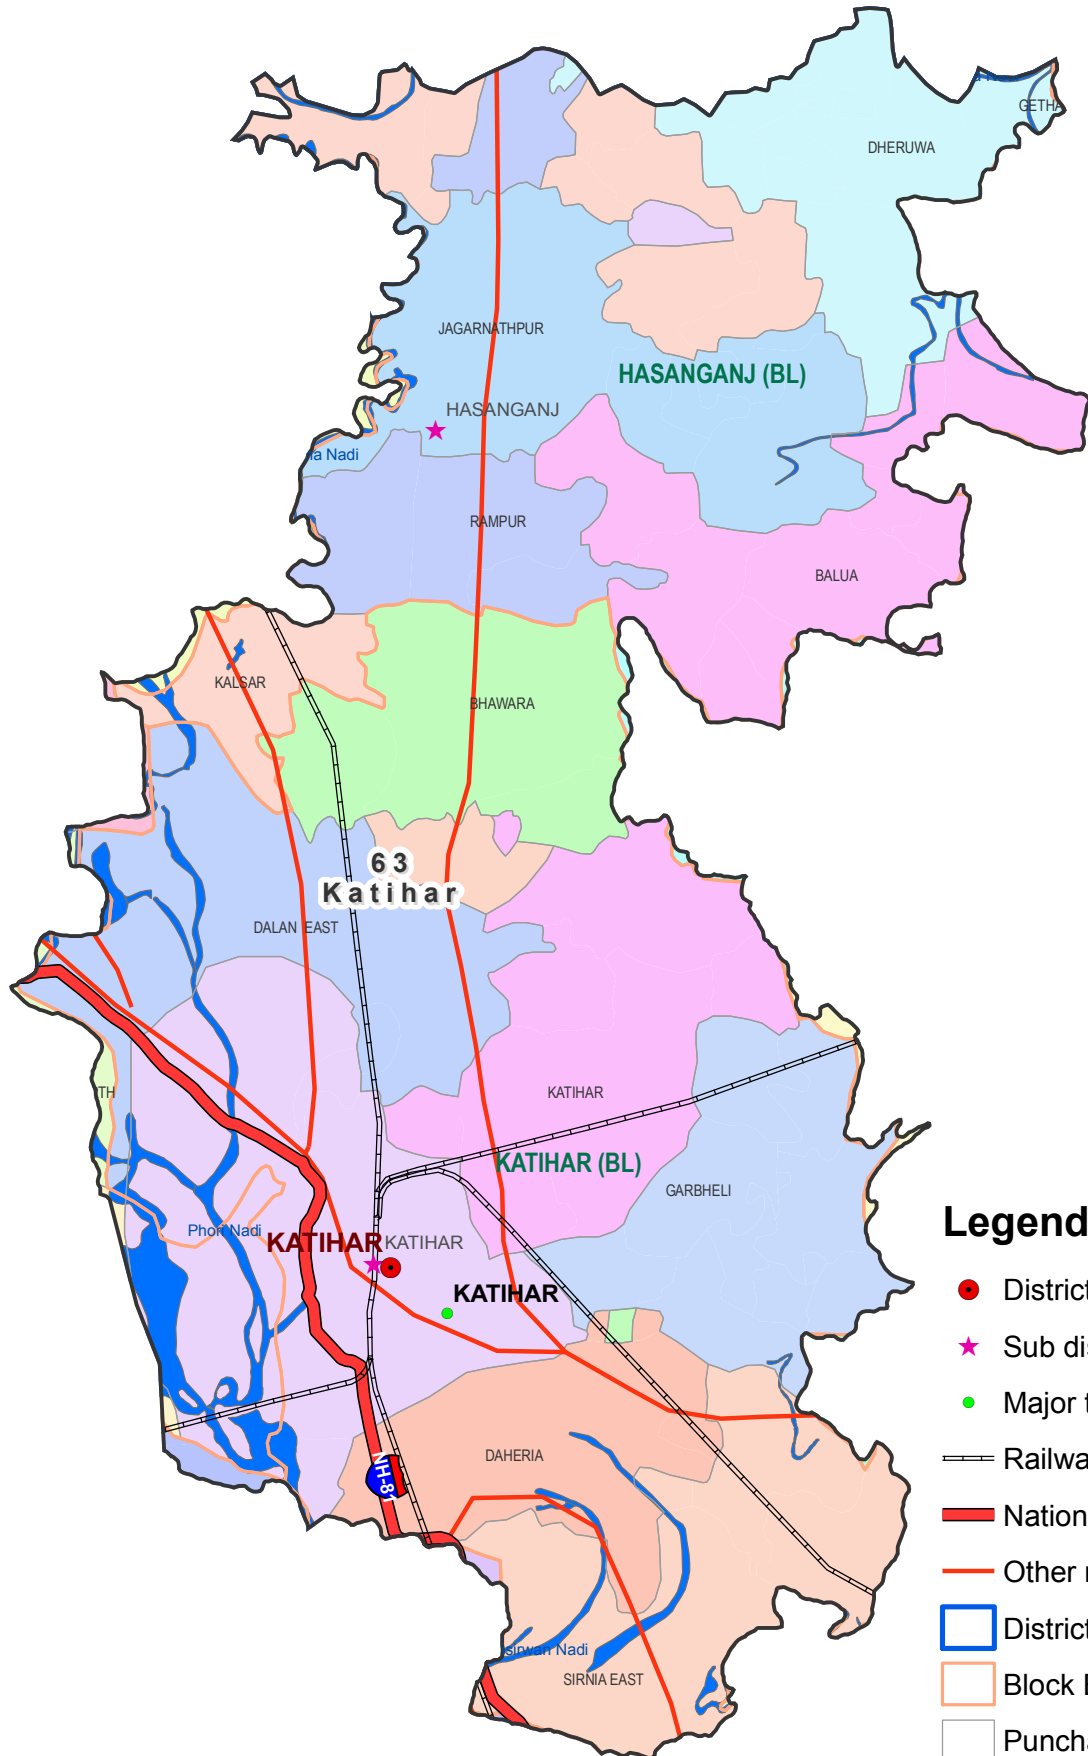 GETHA
DHERUWA
JAGARNATHPUR
HASANGANJ (BL)
HASANGANJ
Nadi
RAMPUR
BALUA
KALSAR
BHAWARA
63
Katihar
DALAN EAST
TH
KATIHAR
KATIHAR (BL)
GARBHELI
Phori Nadi
KATIHAR
KATIHAR
KATIHAR
DAHERIA
NH-81
Nadi
SIRNIA EAST
Legend
District
Sub dis
Major t
Railwa
Nation
Other r
District
Block
Puncha